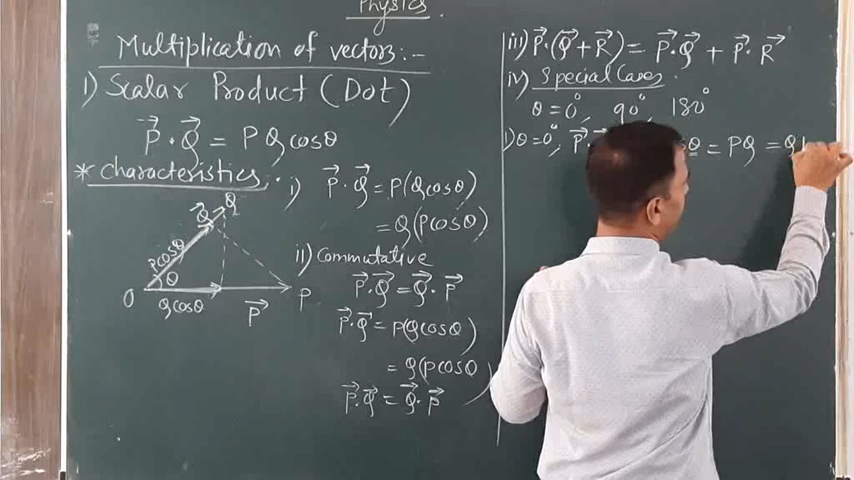 Physics.
Multiplication of vectors:-
1) Scalar Product (Dot)
P⃗·Q⃗ = PQcosθ
* Characteristics :
i) P⃗·Q⃗ = P(Qcosθ)
= Q(Pcosθ)
Q⃗ Q
Pcosθ
θ
O Qcosθ P⃗ P
ii) Commutative
P⃗·Q⃗ = Q⃗·P⃗
P⃗·Q⃗ = P(Qcosθ)
= Q(Pcosθ
P⃗·Q⃗ = Q⃗·P⃗
iii) P⃗·(Q⃗+R⃗) = P⃗·Q⃗ + P⃗·R⃗
iv) Special Cases.
θ = 0°, 90°, 180°
1) θ = 0°, P⃗· sθ = PQ = Q